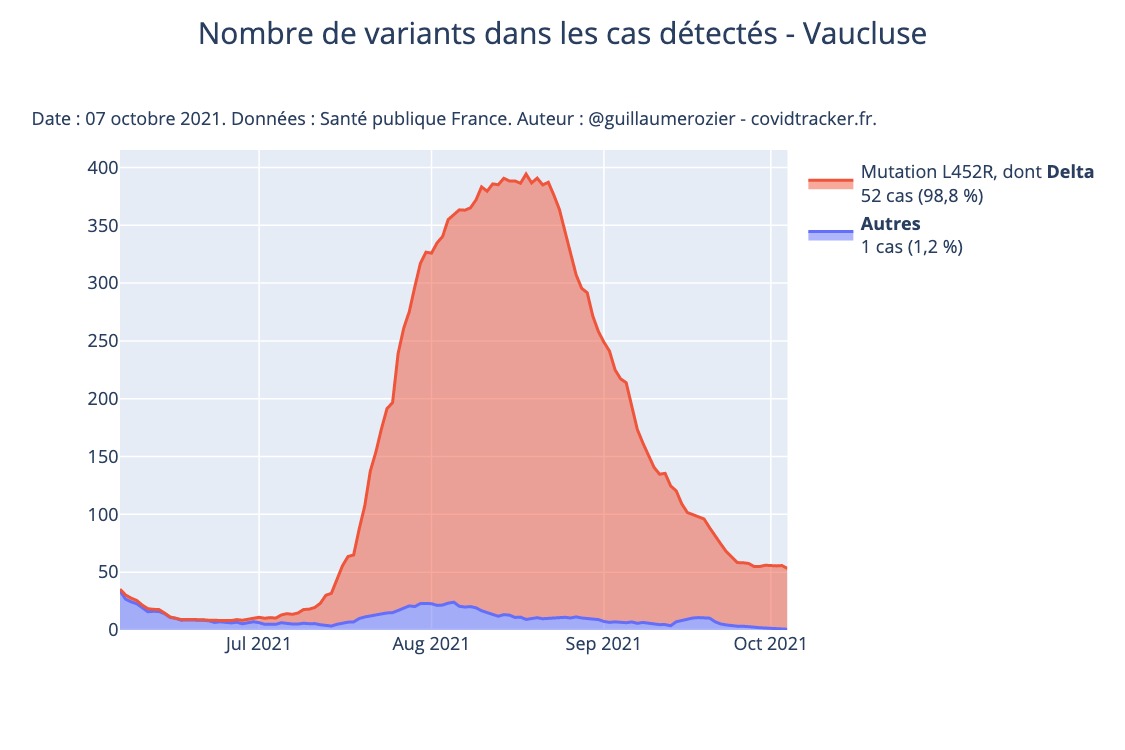 Nombre de variants dans les cas détectés - Vaucluse
Date : 07 octobre 2021. Données : Santé publique France. Auteur : @guillaumerozier - covidtracker.fr.
Mutation L452R, dont Delta
52 cas (98,8 %)
Autres
1 cas (1,2 %)
400
350
300
250
200
150
100
50
0
Jul 2021 Aug 2021 Sep 2021 Oct 2021